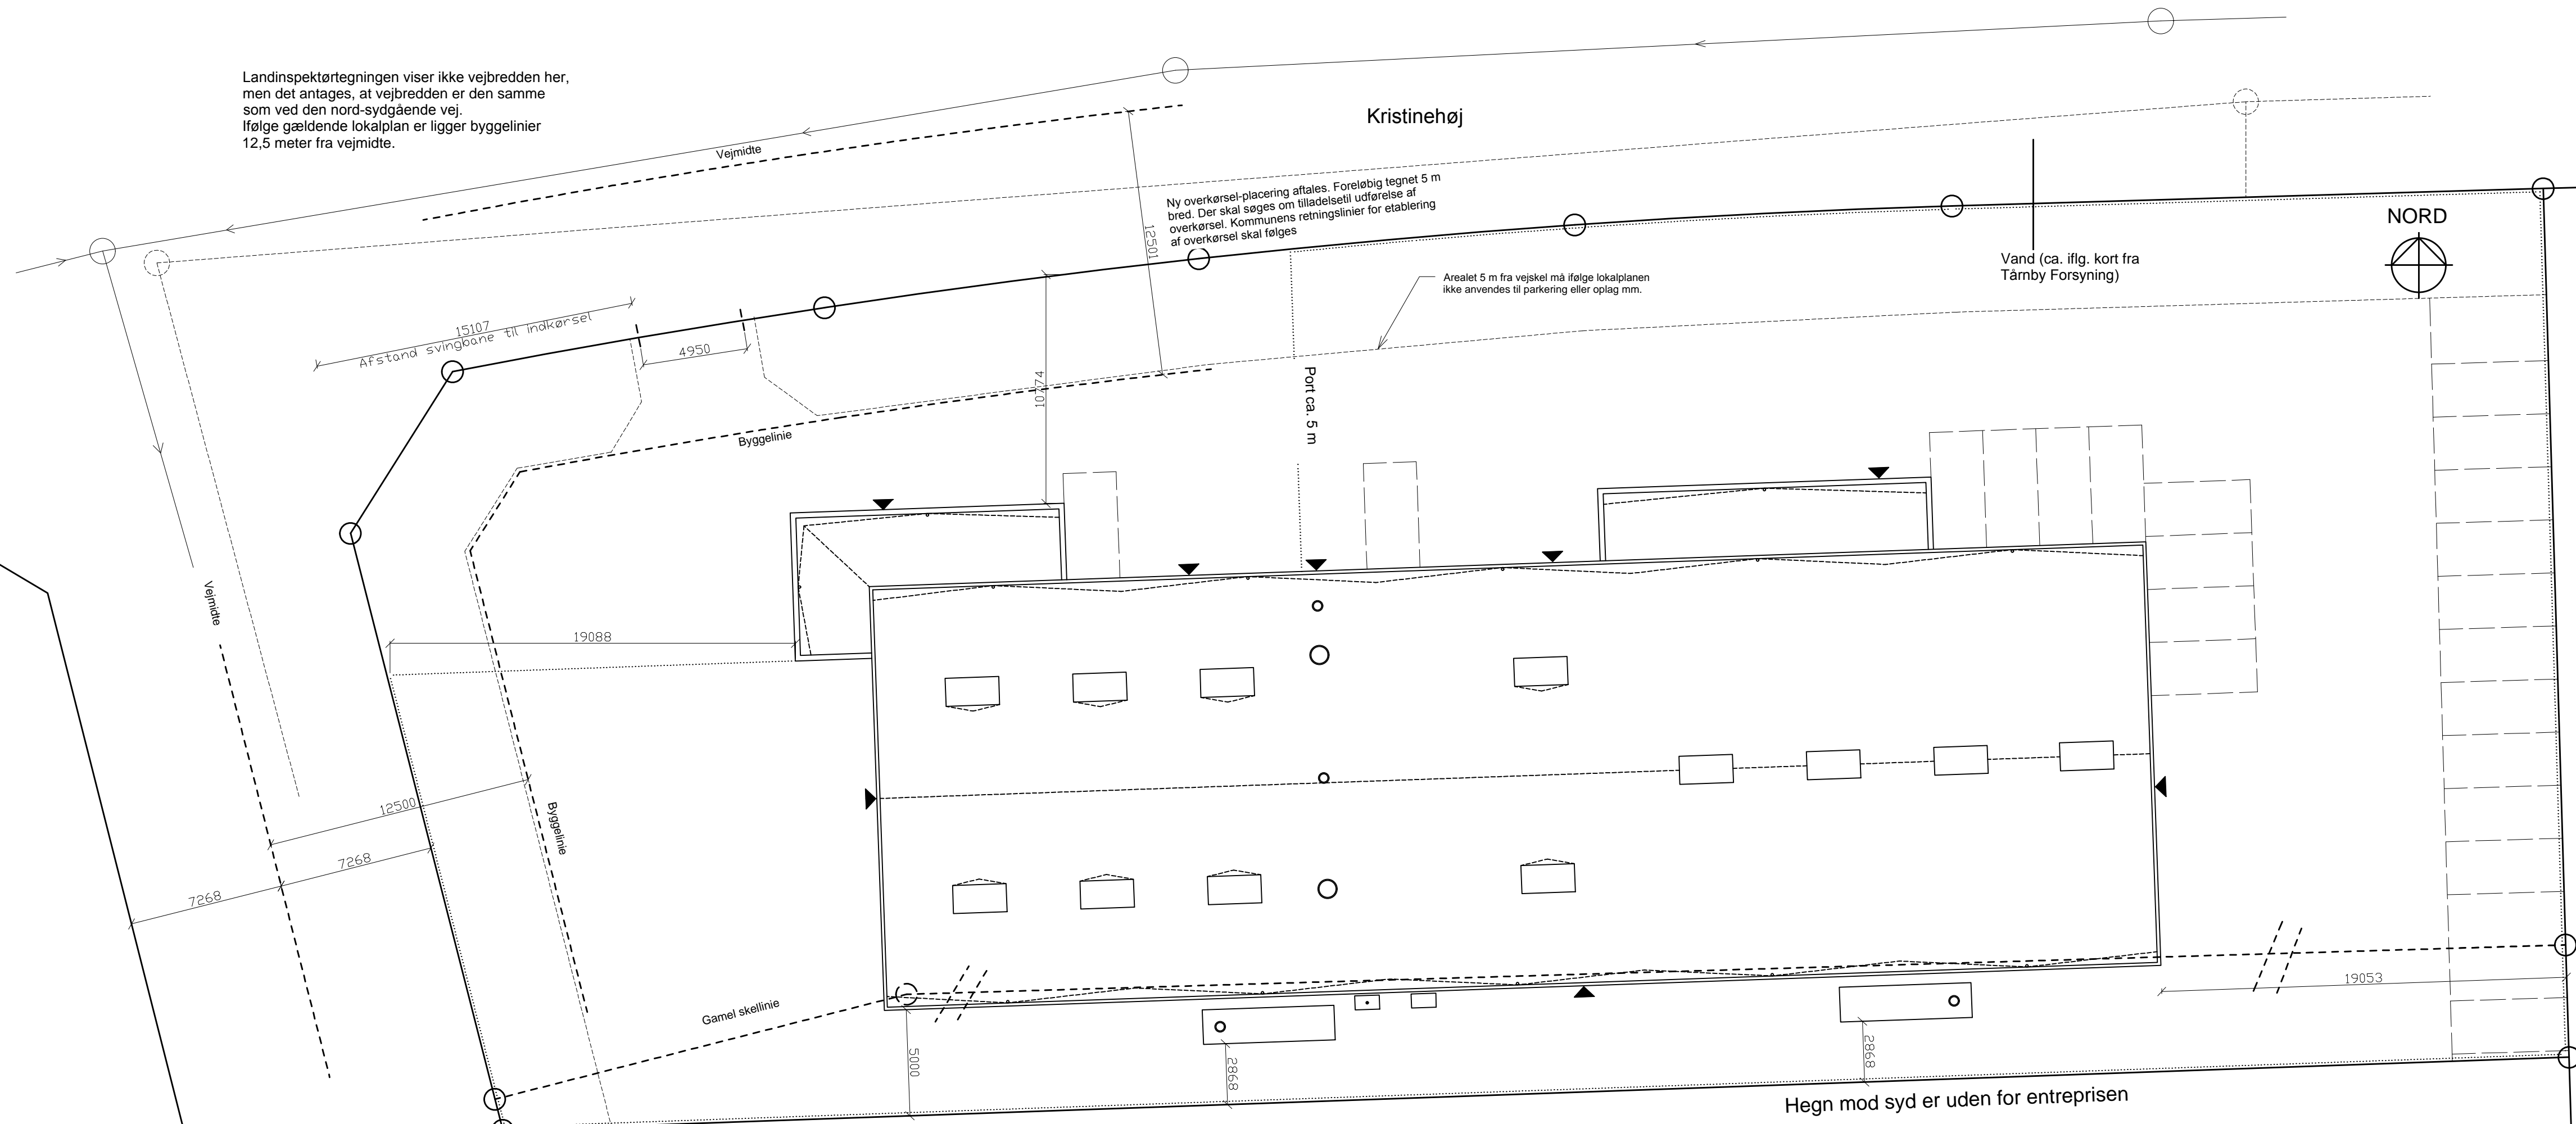 Landinspektørtegningen viser ikke vejbredden her,
men det antages, at vejbredden er den samme
som ved den nord-sydgående vej.
Ifølge gældende lokalplan er ligger byggelinier
12,5 meter fra vejmidte.
Kristinehøj
Vejmidte
Ny overkørsel-placering aftales. Foreløbig tegnet 5 m
bred. Der skal søges om tilladelsetil udførelse af
overkørsel. Kommunens retningslinier for etablering
af overkørsel skal følges
12501
NORD
Vand (ca. iflg. kort fra
Tårnby Forsyning)
Arealet 5 m fra vejskel må ifølge lokalplanen
ikke anvendes til parkering eller oplag mm.
15107
Afstand svingbane til indkørsel
4950
10774
Port ca. 5 m
Byggelinie
Vejmidte
19088
12500
Byggelinie
7268
7268
Gamel skellinie
19053
5000
2868
2868
Hegn mod syd er uden for entreprisen